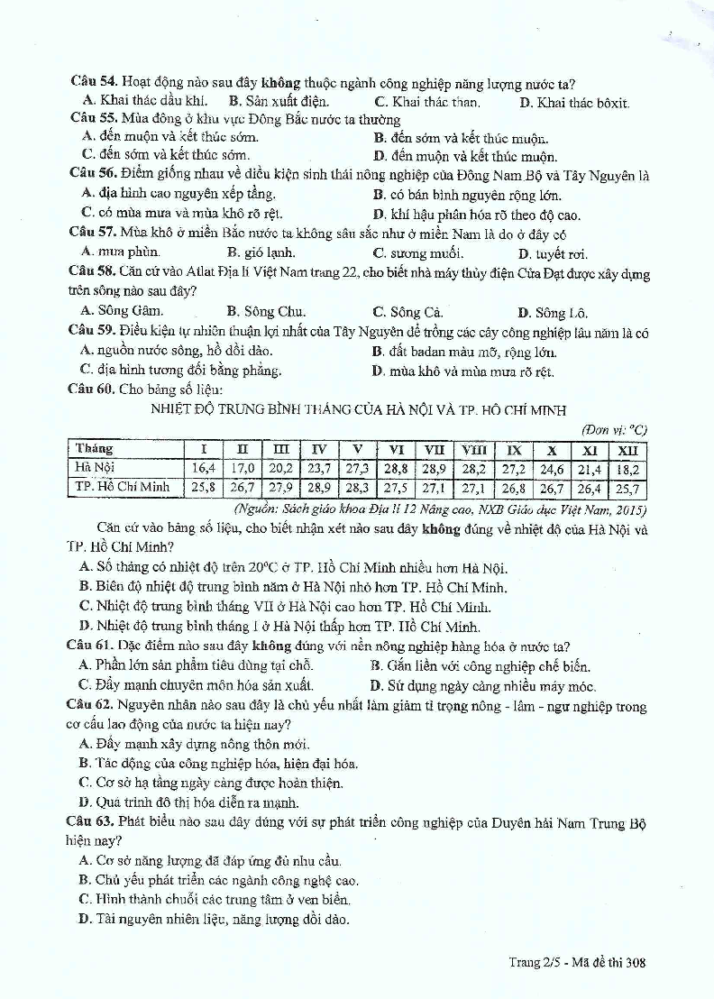 Câu 54. Hoạt động nào sau đây không thuộc ngành công nghiệp năng lượng nước ta?
A. Khai thác dầu khí. B. Sản xuất điện. C. Khai thác than. D. Khai thác bôxit.
Câu 55. Mùa đông ở khu vực Đông Bắc nước ta thường
A. đến muộn và kết thúc sớm. B. đến sớm và kết thúc muộn.
C. đến sớm và kết thúc sớm. D. đến muộn và kết thúc muộn.
Câu 56. Điểm giống nhau về điều kiện sinh thái nông nghiệp của Đông Nam Bộ và Tây Nguyên là
A. địa hình cao nguyên xếp tầng. B. có bán bình nguyên rộng lớn.
C. có mùa mưa và mùa khô rõ rệt. D. khí hậu phân hóa rõ theo độ cao.
Câu 57. Mùa khô ở miền Bắc nước ta không sâu sắc như ở miền Nam là do ở đây có
A. mưa phùn. B. gió lạnh. C. sương muối. D. tuyết rơi.
Câu 58. Căn cứ vào Atlat Địa lí Việt Nam trang 22, cho biết nhà máy thủy điện Cửa Đạt được xây dựng
trên sông nào sau đây?
A. Sông Gâm. B. Sông Chu. C. Sông Cả. D. Sông Lô.
Câu 59. Điều kiện tự nhiên thuận lợi nhất của Tây Nguyên để trồng các cây công nghiệp lâu năm là có
A. nguồn nước sông, hồ dồi dào. B. đất badan màu mỡ, rộng lớn.
C. địa hình tương đối bằng phẳng. D. mùa khô và mùa mưa rõ rệt.
Câu 60. Cho bảng số liệu:
NHIỆT ĐỘ TRUNG BÌNH THÁNG CỦA HÀ NỘI VÀ TP. HỒ CHÍ MINH
(Đơn vị: °C)
Tháng I II III IV V VI VII VIII IX X XI XII
Hà Nội 16,4 17,0 20,2 23,7 27,3 28,8 28,9 28,2 27,2 24,6 21,4 18,2
TP. Hồ Chí Minh 25,8 26,7 27,9 28,9 28,3 27,5 27,1 27,1 26,8 26,7 26,4 25,7
(Nguồn: Sách giáo khoa Địa lí 12 Nâng cao, NXB Giáo dục Việt Nam, 2015)
Căn cứ vào bảng số liệu, cho biết nhận xét nào sau đây không đúng về nhiệt độ của Hà Nội và
TP. Hồ Chí Minh?
A. Số tháng có nhiệt độ trên 20°C ở TP. Hồ Chí Minh nhiều hơn Hà Nội.
B. Biên độ nhiệt độ trung bình năm ở Hà Nội nhỏ hơn TP. Hồ Chí Minh.
C. Nhiệt độ trung bình tháng VII ở Hà Nội cao hơn TP. Hồ Chí Minh.
D. Nhiệt độ trung bình tháng I ở Hà Nội thấp hơn TP. Hồ Chí Minh.
Câu 61. Đặc điểm nào sau đây không đúng với nền nông nghiệp hàng hóa ở nước ta?
A. Phần lớn sản phẩm tiêu dùng tại chỗ. B. Gắn liền với công nghiệp chế biến.
C. Đẩy mạnh chuyên môn hóa sản xuất. D. Sử dụng ngày càng nhiều máy móc.
Câu 62. Nguyên nhân nào sau đây là chủ yếu nhất làm giảm tỉ trọng nông - lâm - ngư nghiệp trong
cơ cấu lao động của nước ta hiện nay?
A. Đẩy mạnh xây dựng nông thôn mới.
B. Tác động của công nghiệp hóa, hiện đại hóa.
C. Cơ sở hạ tầng ngày càng được hoàn thiện.
D. Quá trình đô thị hóa diễn ra mạnh.
Câu 63. Phát biểu nào sau đây đúng với sự phát triển công nghiệp của Duyên hải Nam Trung Bộ
hiện nay?
A. Cơ sở năng lượng đã đáp ứng đủ nhu cầu.
B. Chủ yếu phát triển các ngành công nghệ cao.
C. Hình thành chuỗi các trung tâm ở ven biển.
D. Tài nguyên nhiên liệu, năng lượng dồi dào.
Trang 2/5 - Mã đề thi 308